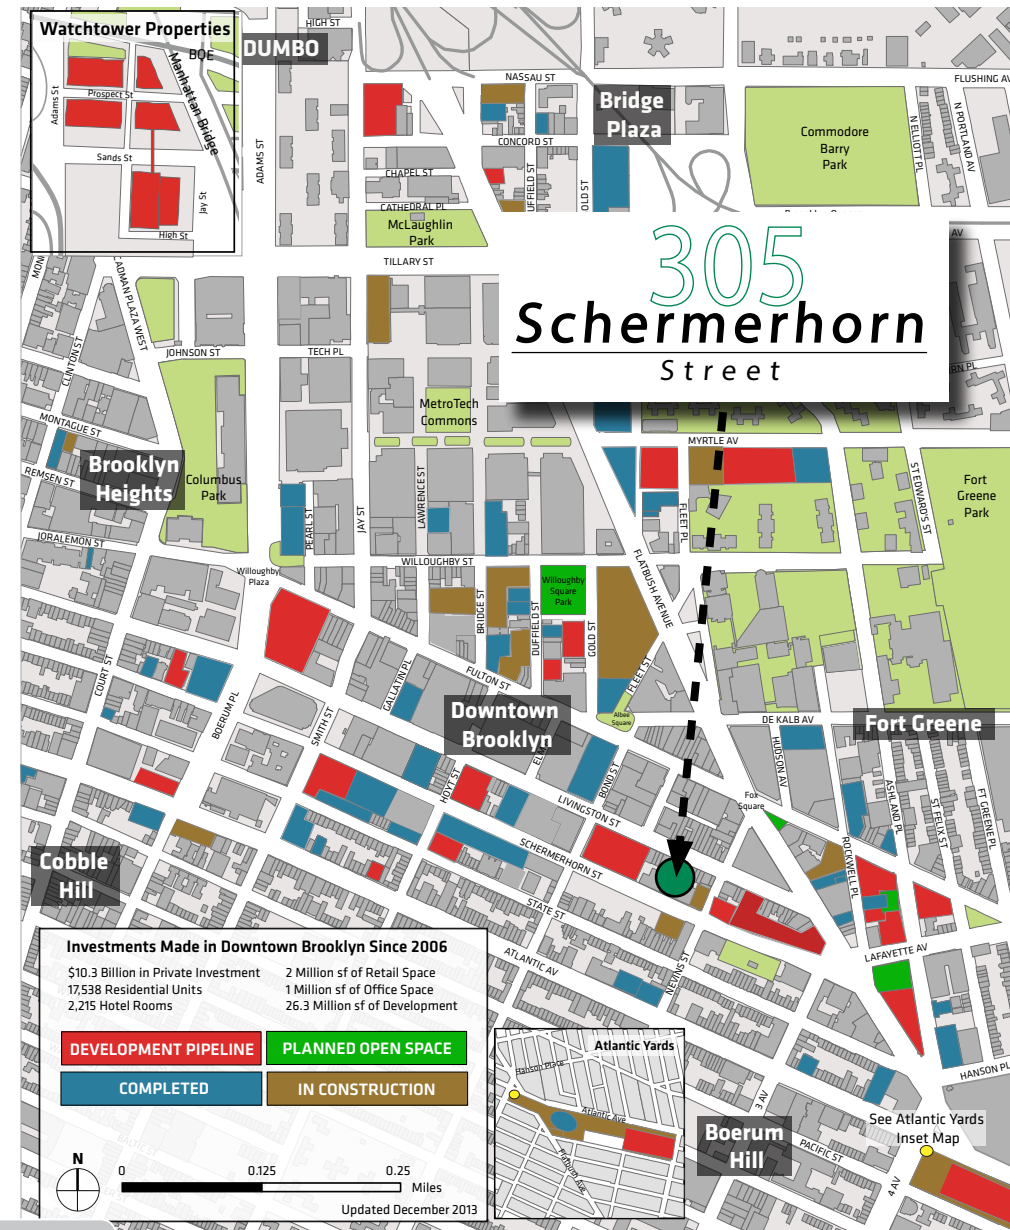 Watchtower Properties
BQE
Manhattan Bridge
Adams St
Prospect St
Sands St
Jay St
High St
DUMBO
HIGH ST
ADAMS ST
NASSAU ST
FLUSHING AV
Bridge
Plaza
Commodore
Barry
Park
N ELLIOTT PL
N PORTLAND AV
CONCORD ST
CHAPEL ST
CATHEDRAL PL
McLaughlin
Park
TILLARY ST
305
Schermerhorn
Street
AV
CADMAN PLAZA WEST
CLINTON ST
JOHNSON ST
TECH PL
MetroTech
Commons
MYRTLE AV
MONTAGUE ST
REMSEN ST
Brooklyn
Heights
Columbus
Park
JORALEMON ST
PEARL ST
JAY ST
LAWRENCE ST
FLEET PL
ST EDWARD'S ST
Fort
Greene
Park
WILLOUGHBY ST
Willoughby
Plaza
BRIDGE ST
DUFFIELD ST
Willoughby
Square
Park
GOLD ST
FLATBUSH AVENUE
COURT ST
BOERUM PL
SMITH ST
GALLATIN PL
FULTON ST
FLEET ST
Albee
Square
Downtown
Brooklyn
DE KALB AV
Fort Greene
HUDSON AV
HOYT ST
BOND ST
LIVINGSTON ST
Fox
Square
ASHLAND PL
ST FELIX ST
FT GREENE PL
ROCKWELL PL
Cobble
Hill
SCHERMERHORN ST
STATE ST
ATLANTIC AV
NEVINS ST
LAFAYETTE AV
HANSON PL
Investments Made in Downtown Brooklyn Since 2006
$10.3 Billion in Private Investment
17,538 Residential Units
2,215 Hotel Rooms
2 Million sf of Retail Space
1 Million sf of Office Space
26.3 Million sf of Development
DEVELOPMENT PIPELINE
PLANNED OPEN SPACE
COMPLETED
IN CONSTRUCTION
N
0
0.125
0.25
Miles
Updated December 2013
Atlantic Yards
Hanson Place
Atlantic Ave
Flatbush Ave
Boerum
Hill
3 AV
PACIFIC ST
4 AV
See Atlantic Yards
Inset Map